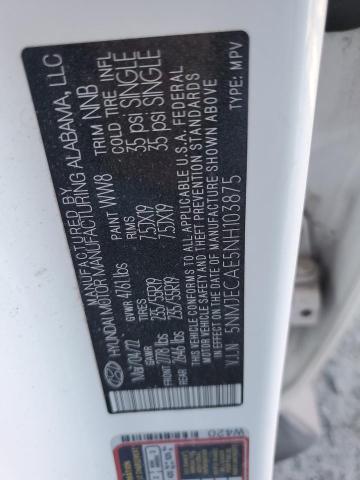 MANUFACTURED BY
HYUNDAI MOTOR MANUFACTURING ALABAMA, LLC
04/22 PAINT WW8 TRIM NNB
GVWR 4761 lbs
GAWR TIRES RIMS COLD TIRE INFL
FRONT 2778 lbs 235/55R19 7.5JX19 35 psi SINGLE
REAR 2646 lbs 235/55R19 7.5JX19 35 psi SINGLE
THIS VEHICLE CONFORMS TO ALL APPLICABLE U.S.A. FEDERAL
MOTOR VEHICLE SAFETY AND THEFT PREVENTION STANDARDS
IN EFFECT ON THE DATE OF MANUFACTURE SHOWN ABOVE
V.I.N 5NMJECAE5NH103875 TYPE: MPV
W420